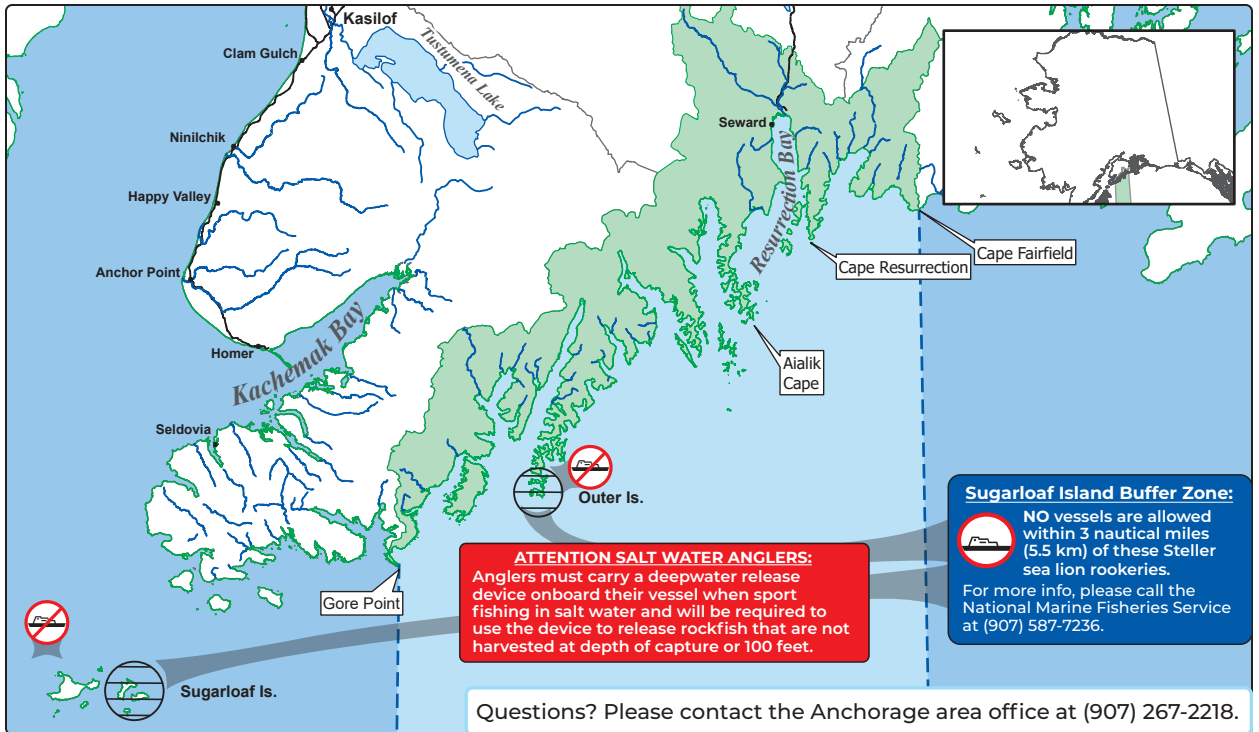 Kasilof
Clam Gulch
Tustumena Lake
Ninilchik
Happy Valley
Anchor Point
Homer
Kachemak Bay
Seldovia
Seward
Resurrection Bay
Cape Resurrection
Cape Fairfield
Aialik
Cape
Outer Is.
Gore Point
Sugarloaf Is.
ATTENTION SALT WATER ANGLERS:
Anglers must carry a deepwater release
device onboard their vessel when sport
fishing in salt water and will be required to
use the device to release rockfish that are not
harvested at depth of capture or 100 feet.
Sugarloaf Island Buffer Zone:
NO vessels are allowed
within 3 nautical miles
(5.5 km) of these Steller
sea lion rookeries.
For more info, please call the
National Marine Fisheries Service
at (907) 587-7236.
Questions? Please contact the Anchorage area office at (907) 267-2218.